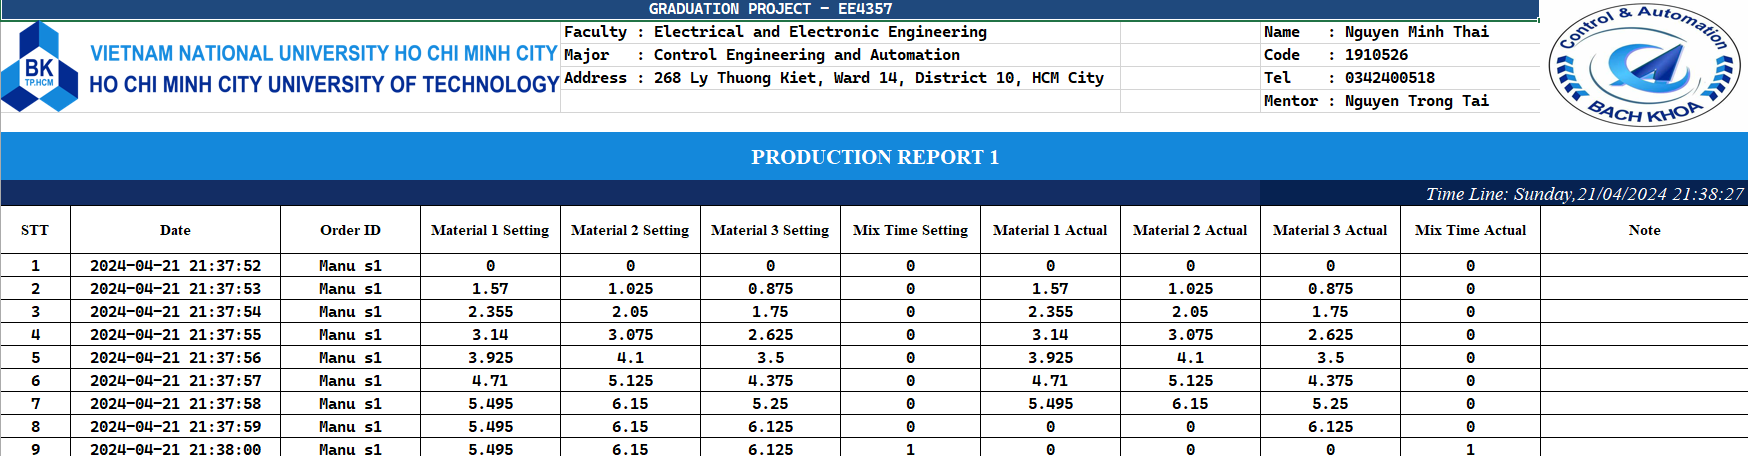 GRADUATION PROJECT - EE4357
BK
TP.HCM
VIETNAM NATIONAL UNIVERSITY HO CHI MINH CITY
HO CHI MINH CITY UNIVERSITY OF TECHNOLOGY
Faculty : Electrical and Electronic Engineering
Major : Control Engineering and Automation
Address : 268 Ly Thuong Kiet, Ward 14, District 10, HCM City
Name : Nguyen Minh Thai
Code : 1910526
Tel : 0342400518
Mentor : Nguyen Trong Tai
Control & Automation
BACH KHOA
PRODUCTION REPORT 1
Time Line: Sunday,21/04/2024 21:38:27
STT Date Order ID Material 1 Setting Material 2 Setting Material 3 Setting Mix Time Setting Material 1 Actual Material 2 Actual Material 3 Actual Mix Time Actual Note
1 2024-04-21 21:37:52 Manu s1 0 0 0 0 0 0 0 0
2 2024-04-21 21:37:53 Manu s1 1.57 1.025 0.875 0 1.57 1.025 0.875 0
3 2024-04-21 21:37:54 Manu s1 2.355 2.05 1.75 0 2.355 2.05 1.75 0
4 2024-04-21 21:37:55 Manu s1 3.14 3.075 2.625 0 3.14 3.075 2.625 0
5 2024-04-21 21:37:56 Manu s1 3.925 4.1 3.5 0 3.925 4.1 3.5 0
6 2024-04-21 21:37:57 Manu s1 4.71 5.125 4.375 0 4.71 5.125 4.375 0
7 2024-04-21 21:37:58 Manu s1 5.495 6.15 5.25 0 5.495 6.15 5.25 0
8 2024-04-21 21:37:59 Manu s1 5.495 6.15 6.125 0 0 0 6.125 0
9 2024-04-21 21:38:00 Manu s1 5.495 6.15 6.125 1 0 0 0 1